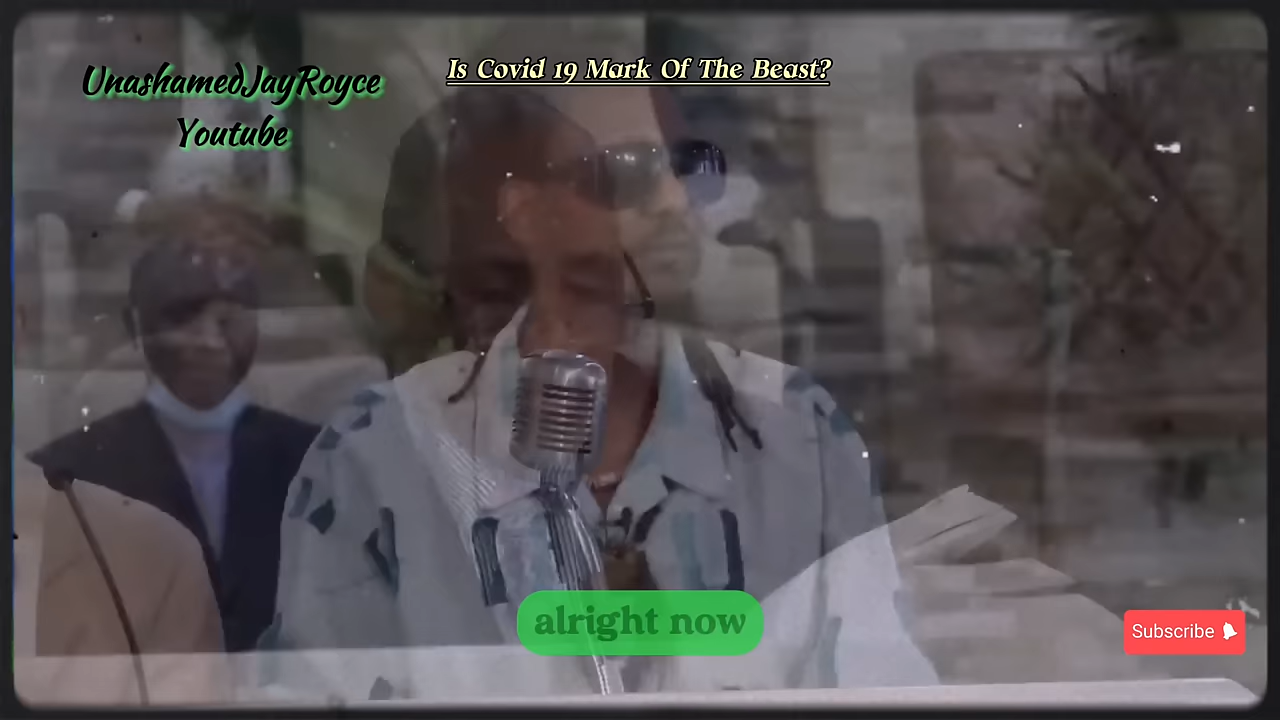 UnashamedJayRoyce
Youtube
Is Covid 19 Mark Of The Beast?
alright now
Subscribe